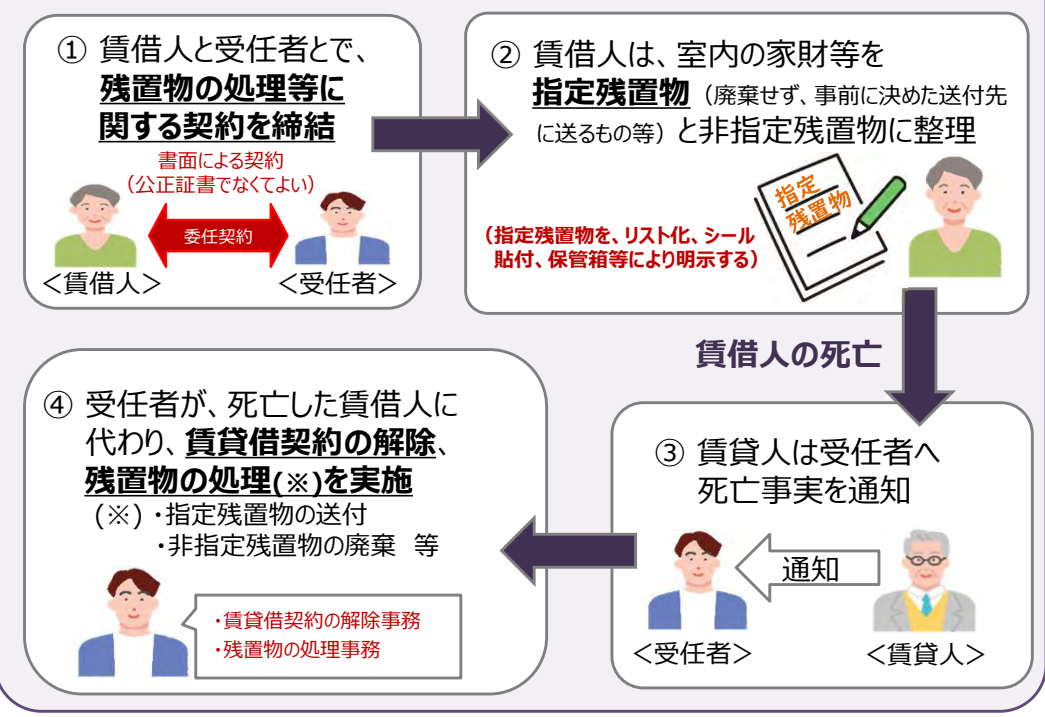 ① 賃借人と受任者とで、
残置物の処理等に
関する契約を締結
書面による契約
（公正証書でなくてよい）
委任契約
＜賃借人＞
＜受任者＞
② 賃借人は、室内の家財等を
指定残置物（廃棄せず、事前に決めた送付先
に送るもの等）と非指定残置物に整理
指定
残置物
（指定残置物を、リスト化、シール
貼付、保管箱等により明示する）
賃借人の死亡
③ 賃貸人は受任者へ
死亡事実を通知
通知
＜受任者＞
＜賃貸人＞
④ 受任者が、死亡した賃借人に
代わり、賃貸借契約の解除、
残置物の処理(※)を実施
(※)・指定残置物の送付
・非指定残置物の廃棄 等
・賃貸借契約の解除事務
・残置物の処理事務